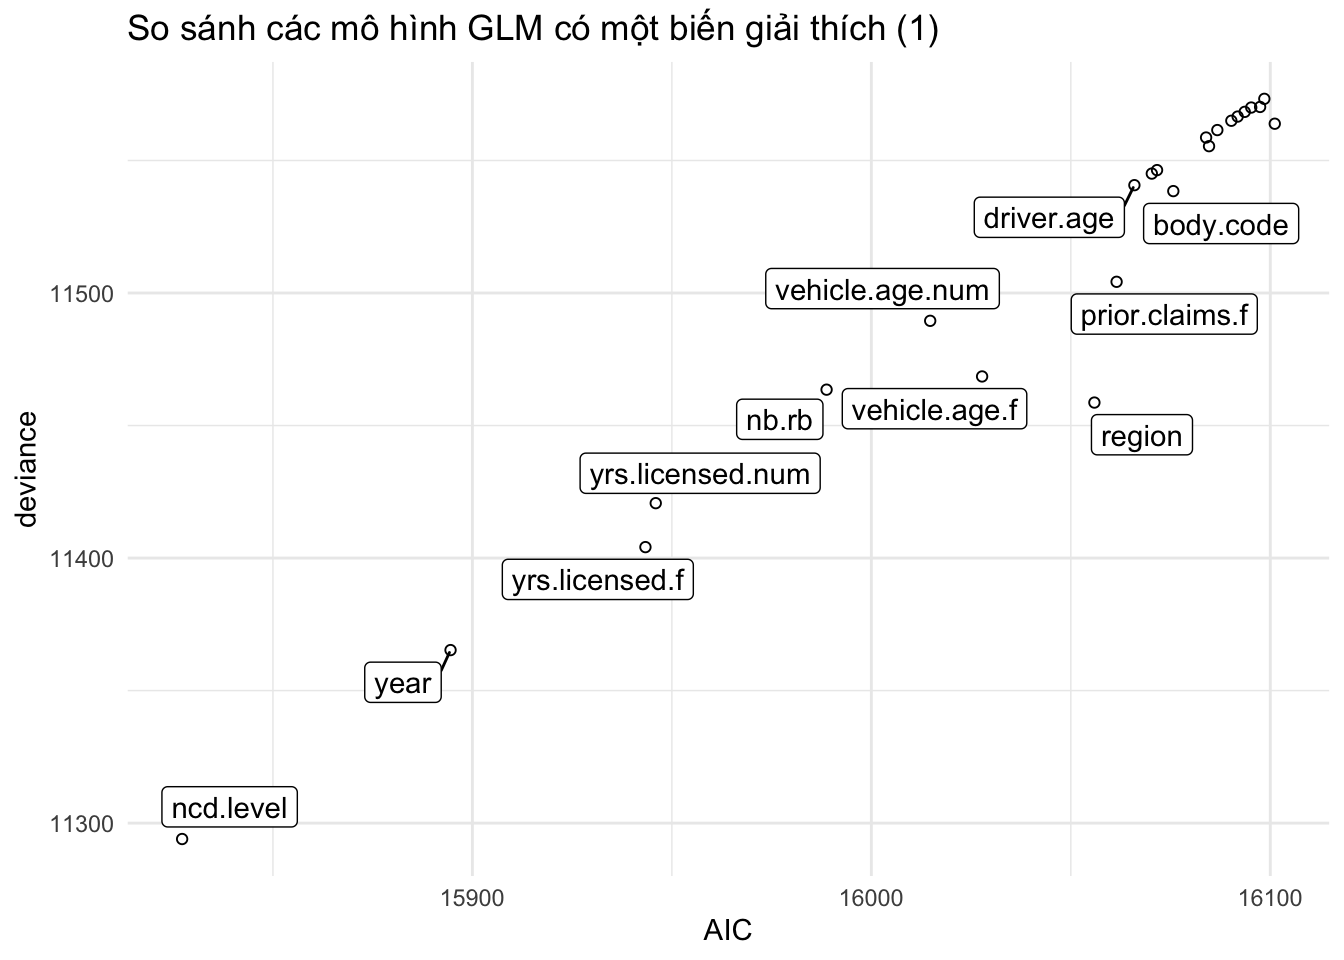 So sánh các mô hình GLM có một biến giải thích (1)
driver.age
body.code
vehicle.age.num
prior.claims.f
nb.rb
vehicle.age.f
region
yrs.licensed.num
yrs.licensed.f
year
ncd.level
deviance
11500
11400
11300
15900
16000
16100
AIC